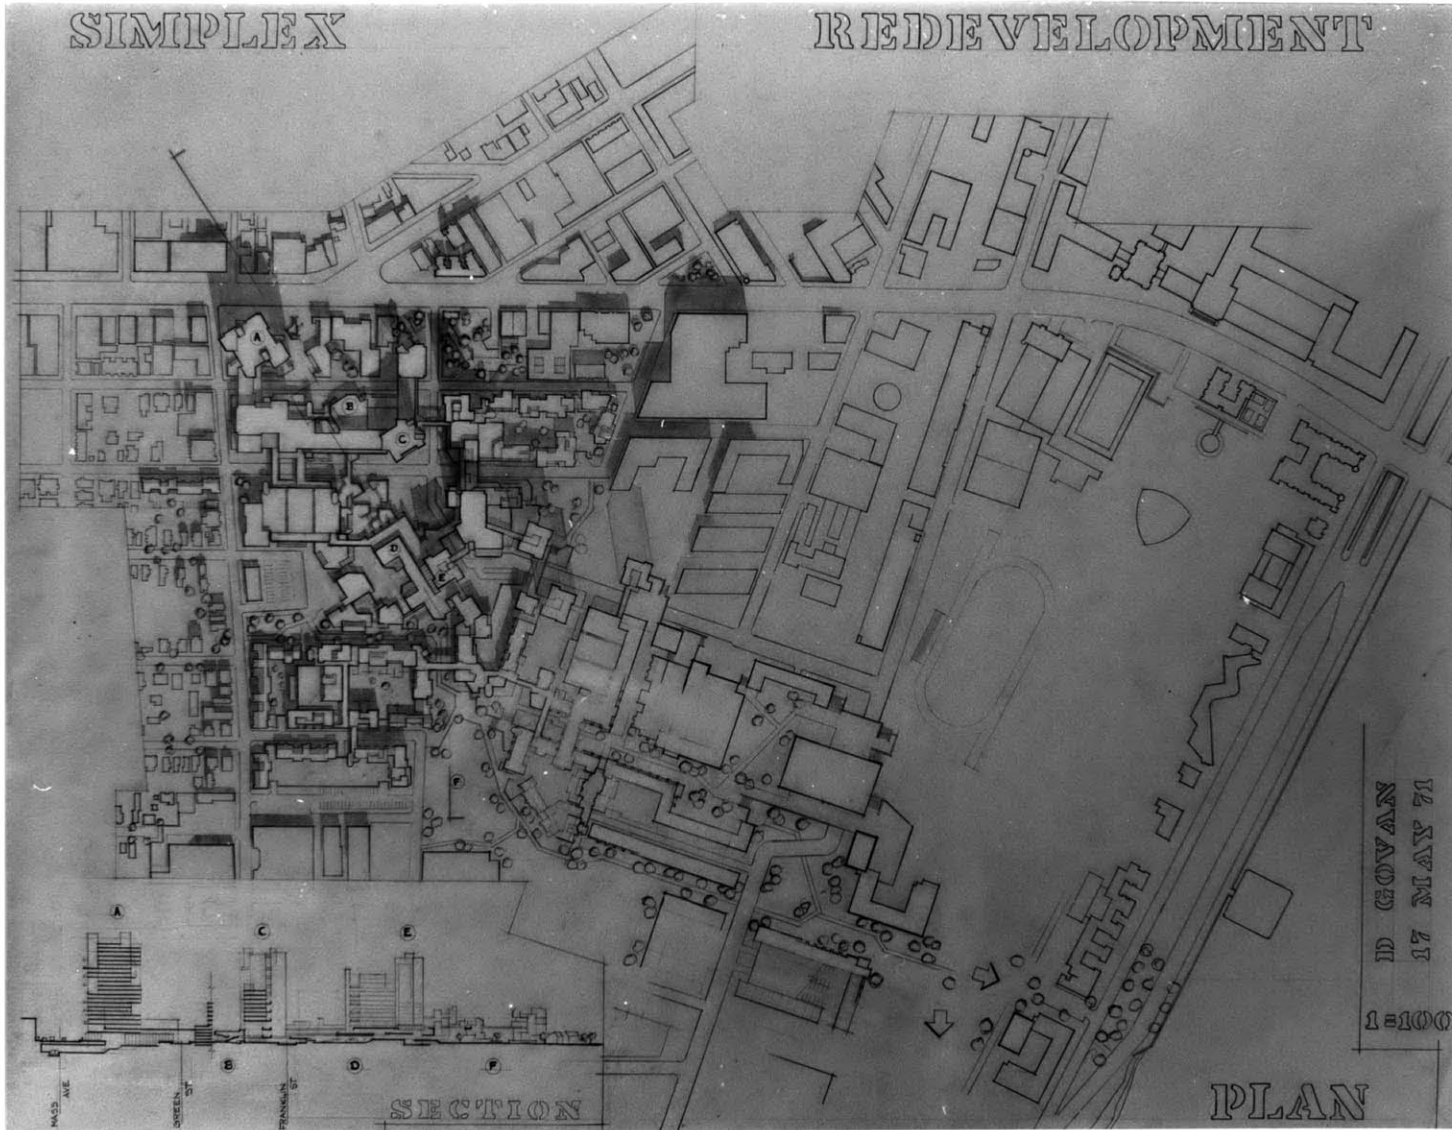 SIMPLEX REDEVELOPMENT
A
B
C
D
E
F
D GOVAN
17 MAY 71
1=100
PLAN
A
C
E
B
D
F
MASS AVE
GREEN ST
FRANKLIN ST
SECTION